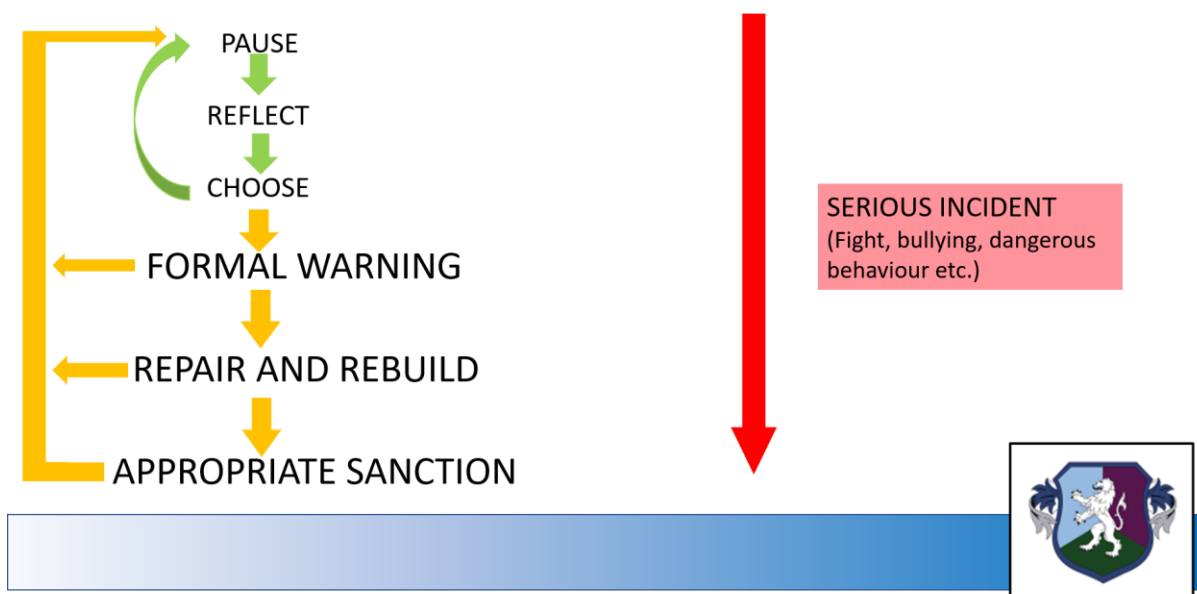 PAUSE
REFLECT
CHOOSE
FORMAL WARNING
REPAIR AND REBUILD
APPROPRIATE SANCTION
SERIOUS INCIDENT
(Fight, bullying, dangerous
behaviour etc.)